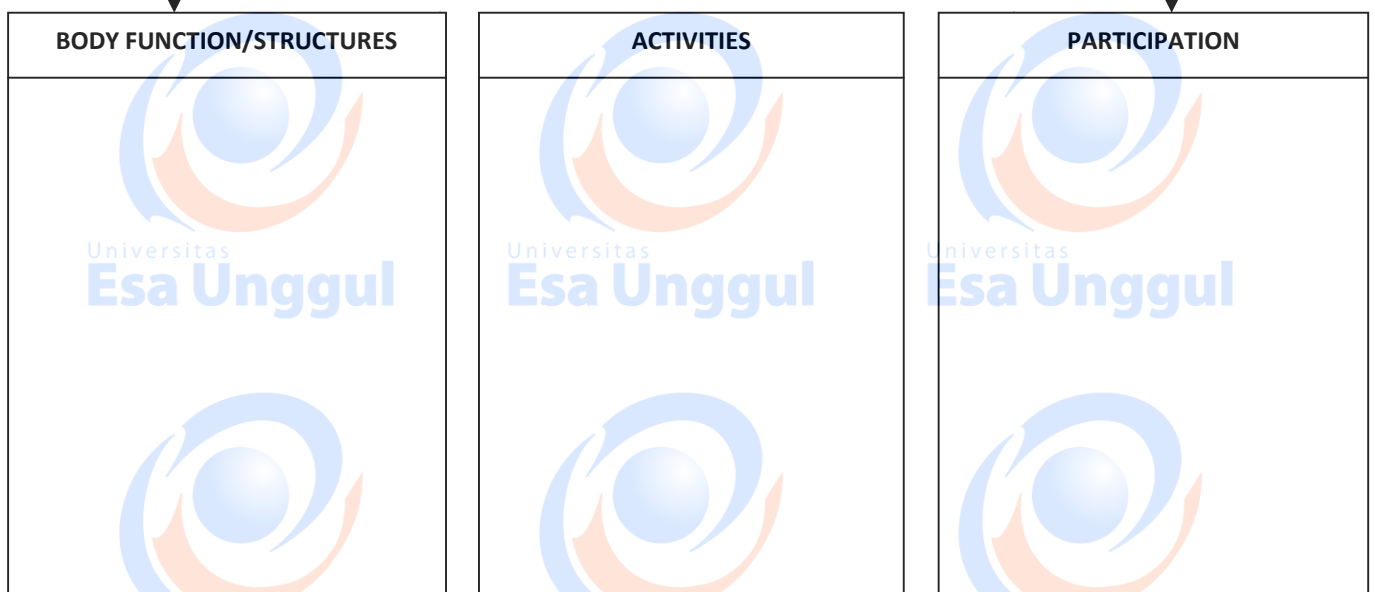 BODY FUNCTION/STRUCTURES
ACTIVITIES
PARTICIPATION
Universitas
Esa Unggul
Universitas
Esa Unggul
Universitas
Esa Unggul